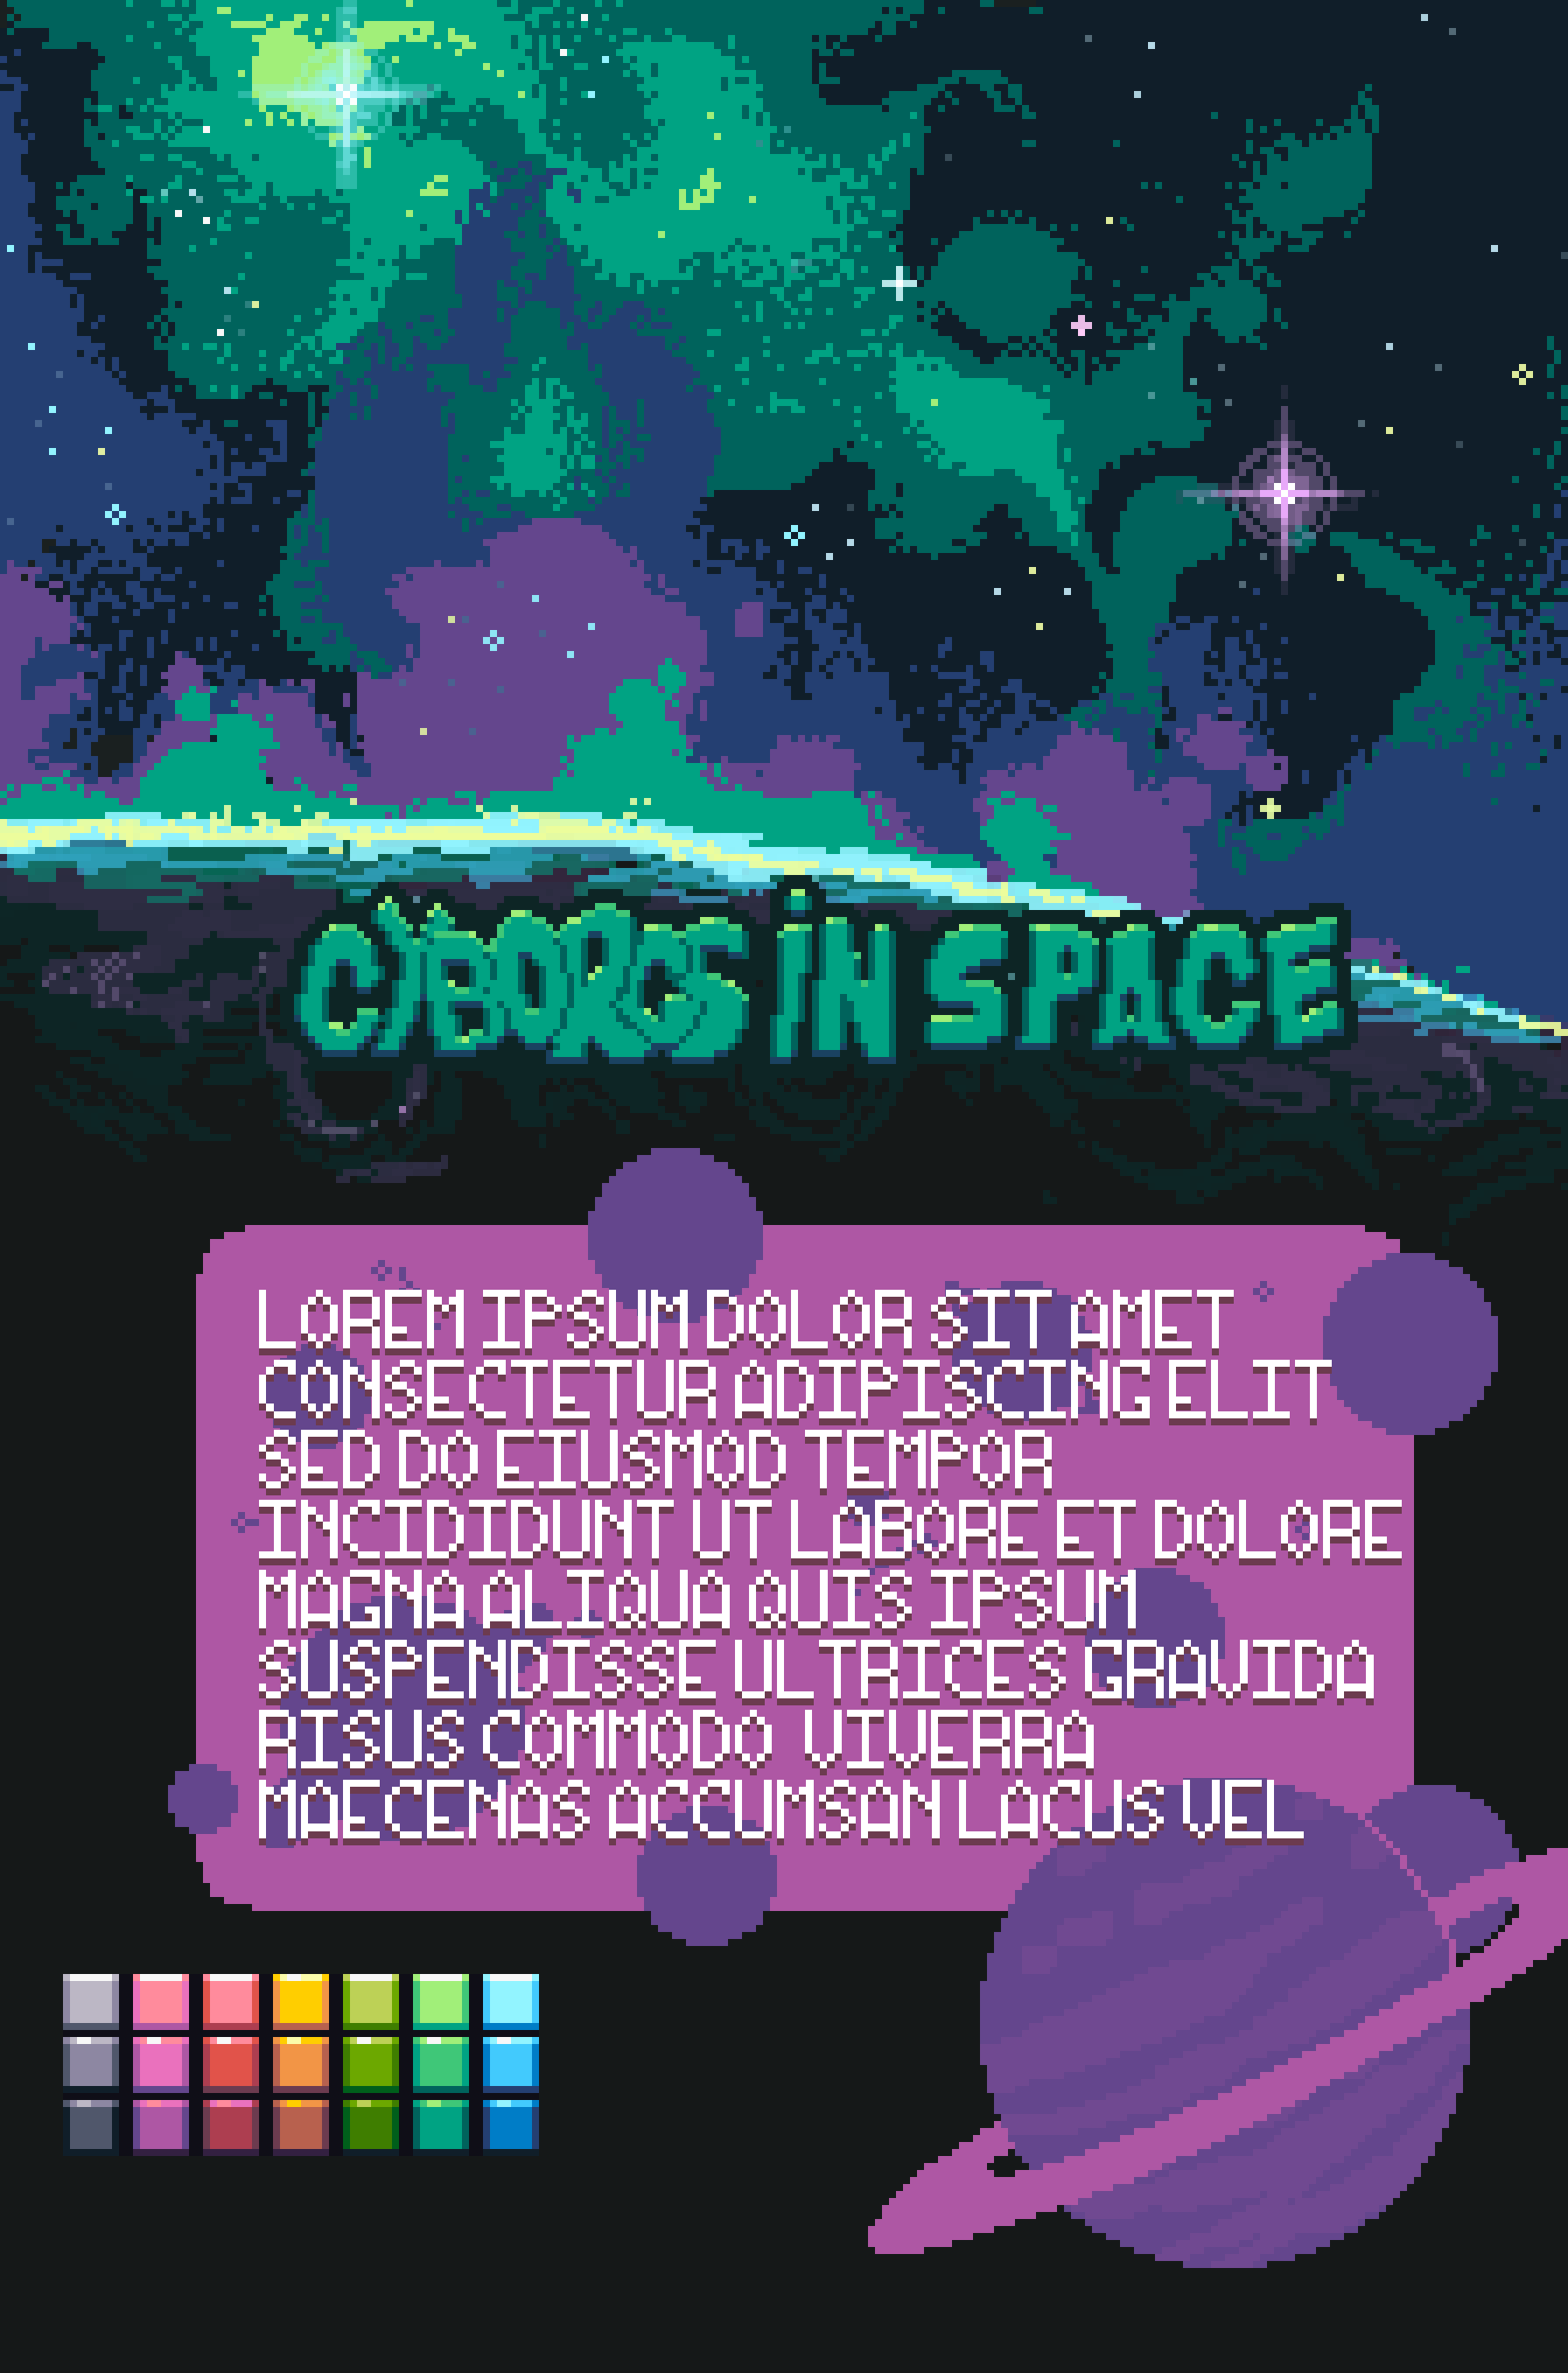 CYBORGS iN SPACE
LOREM IPSUM DOLOR SIT AMET
CONSECTETUR ADIPISCING ELIT
SED DO EIUSMOD TEMPOR
INCIDIDUNT UT LABORE ET DOLORE
MAGNA ALIQUA QUIS IPSUM
SUSPENDISSE ULTRICES GRAVIDA
RISUS COMMODO VIVERRA
MAECENAS ACCUMSAN LACUS VEL